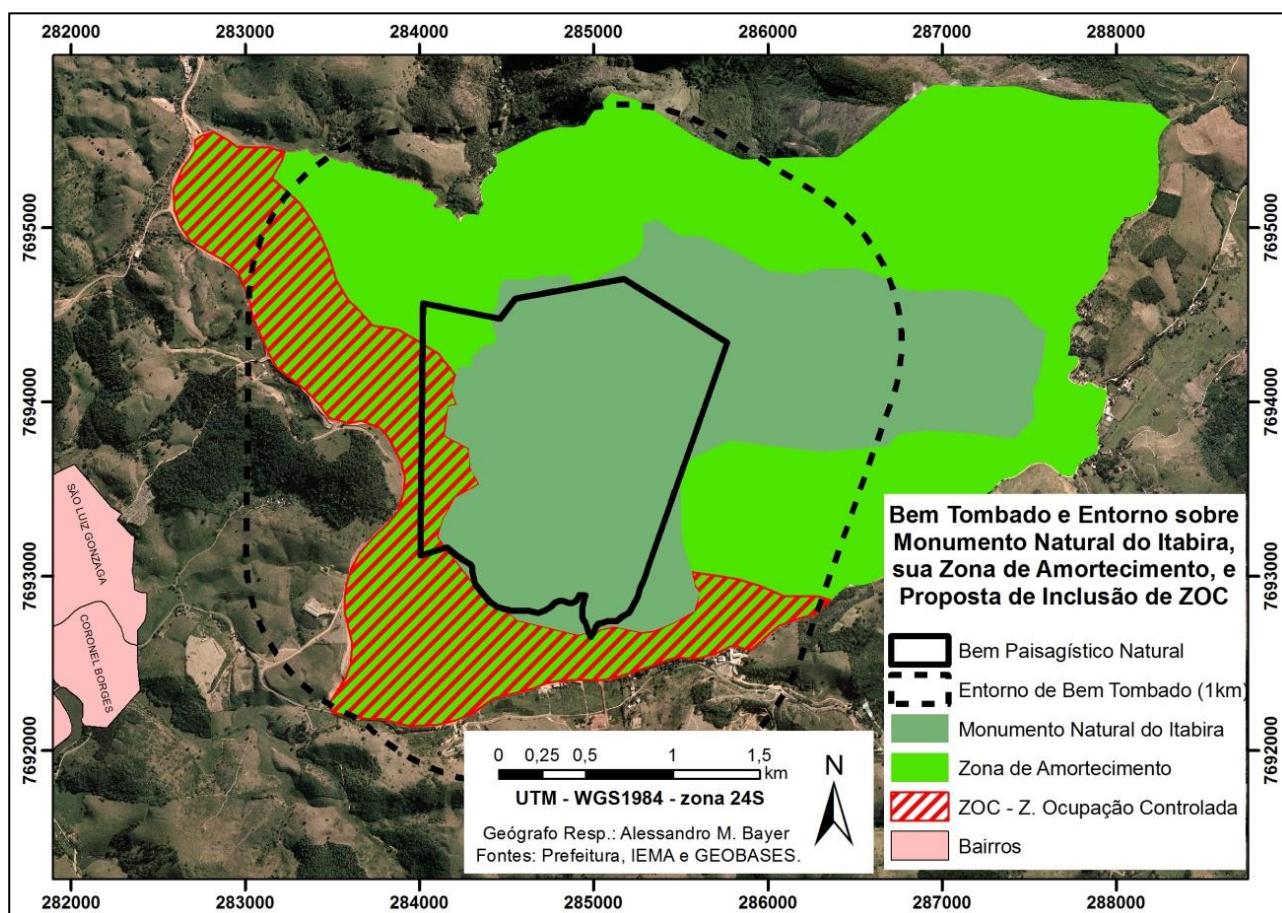 282000 283000 284000 285000 286000 287000 288000
7695000
7694000
7693000
7692000
7695000
7694000
7693000
7692000
SÃO LUIZ GONZAGA
CORONEL BORGES
Bem Tombado e Entorno sobre
Monumento Natural do Itabira,
sua Zona de Amortecimento, e
Proposta de Inclusão de ZOC
Bem Paisagístico Natural
Entorno de Bem Tombado (1km)
Monumento Natural do Itabira
Zona de Amortecimento
ZOC - Z. Ocupação Controlada
Bairros
0 0,25 0,5 1 1,5
km
N
UTM - WGS1984 - zona 24S
Geógrafo Resp.: Alessandro M. Bayer
Fontes: Prefeitura, IEMA e GEOBASES.
282000 283000 284000 285000 286000 287000 288000